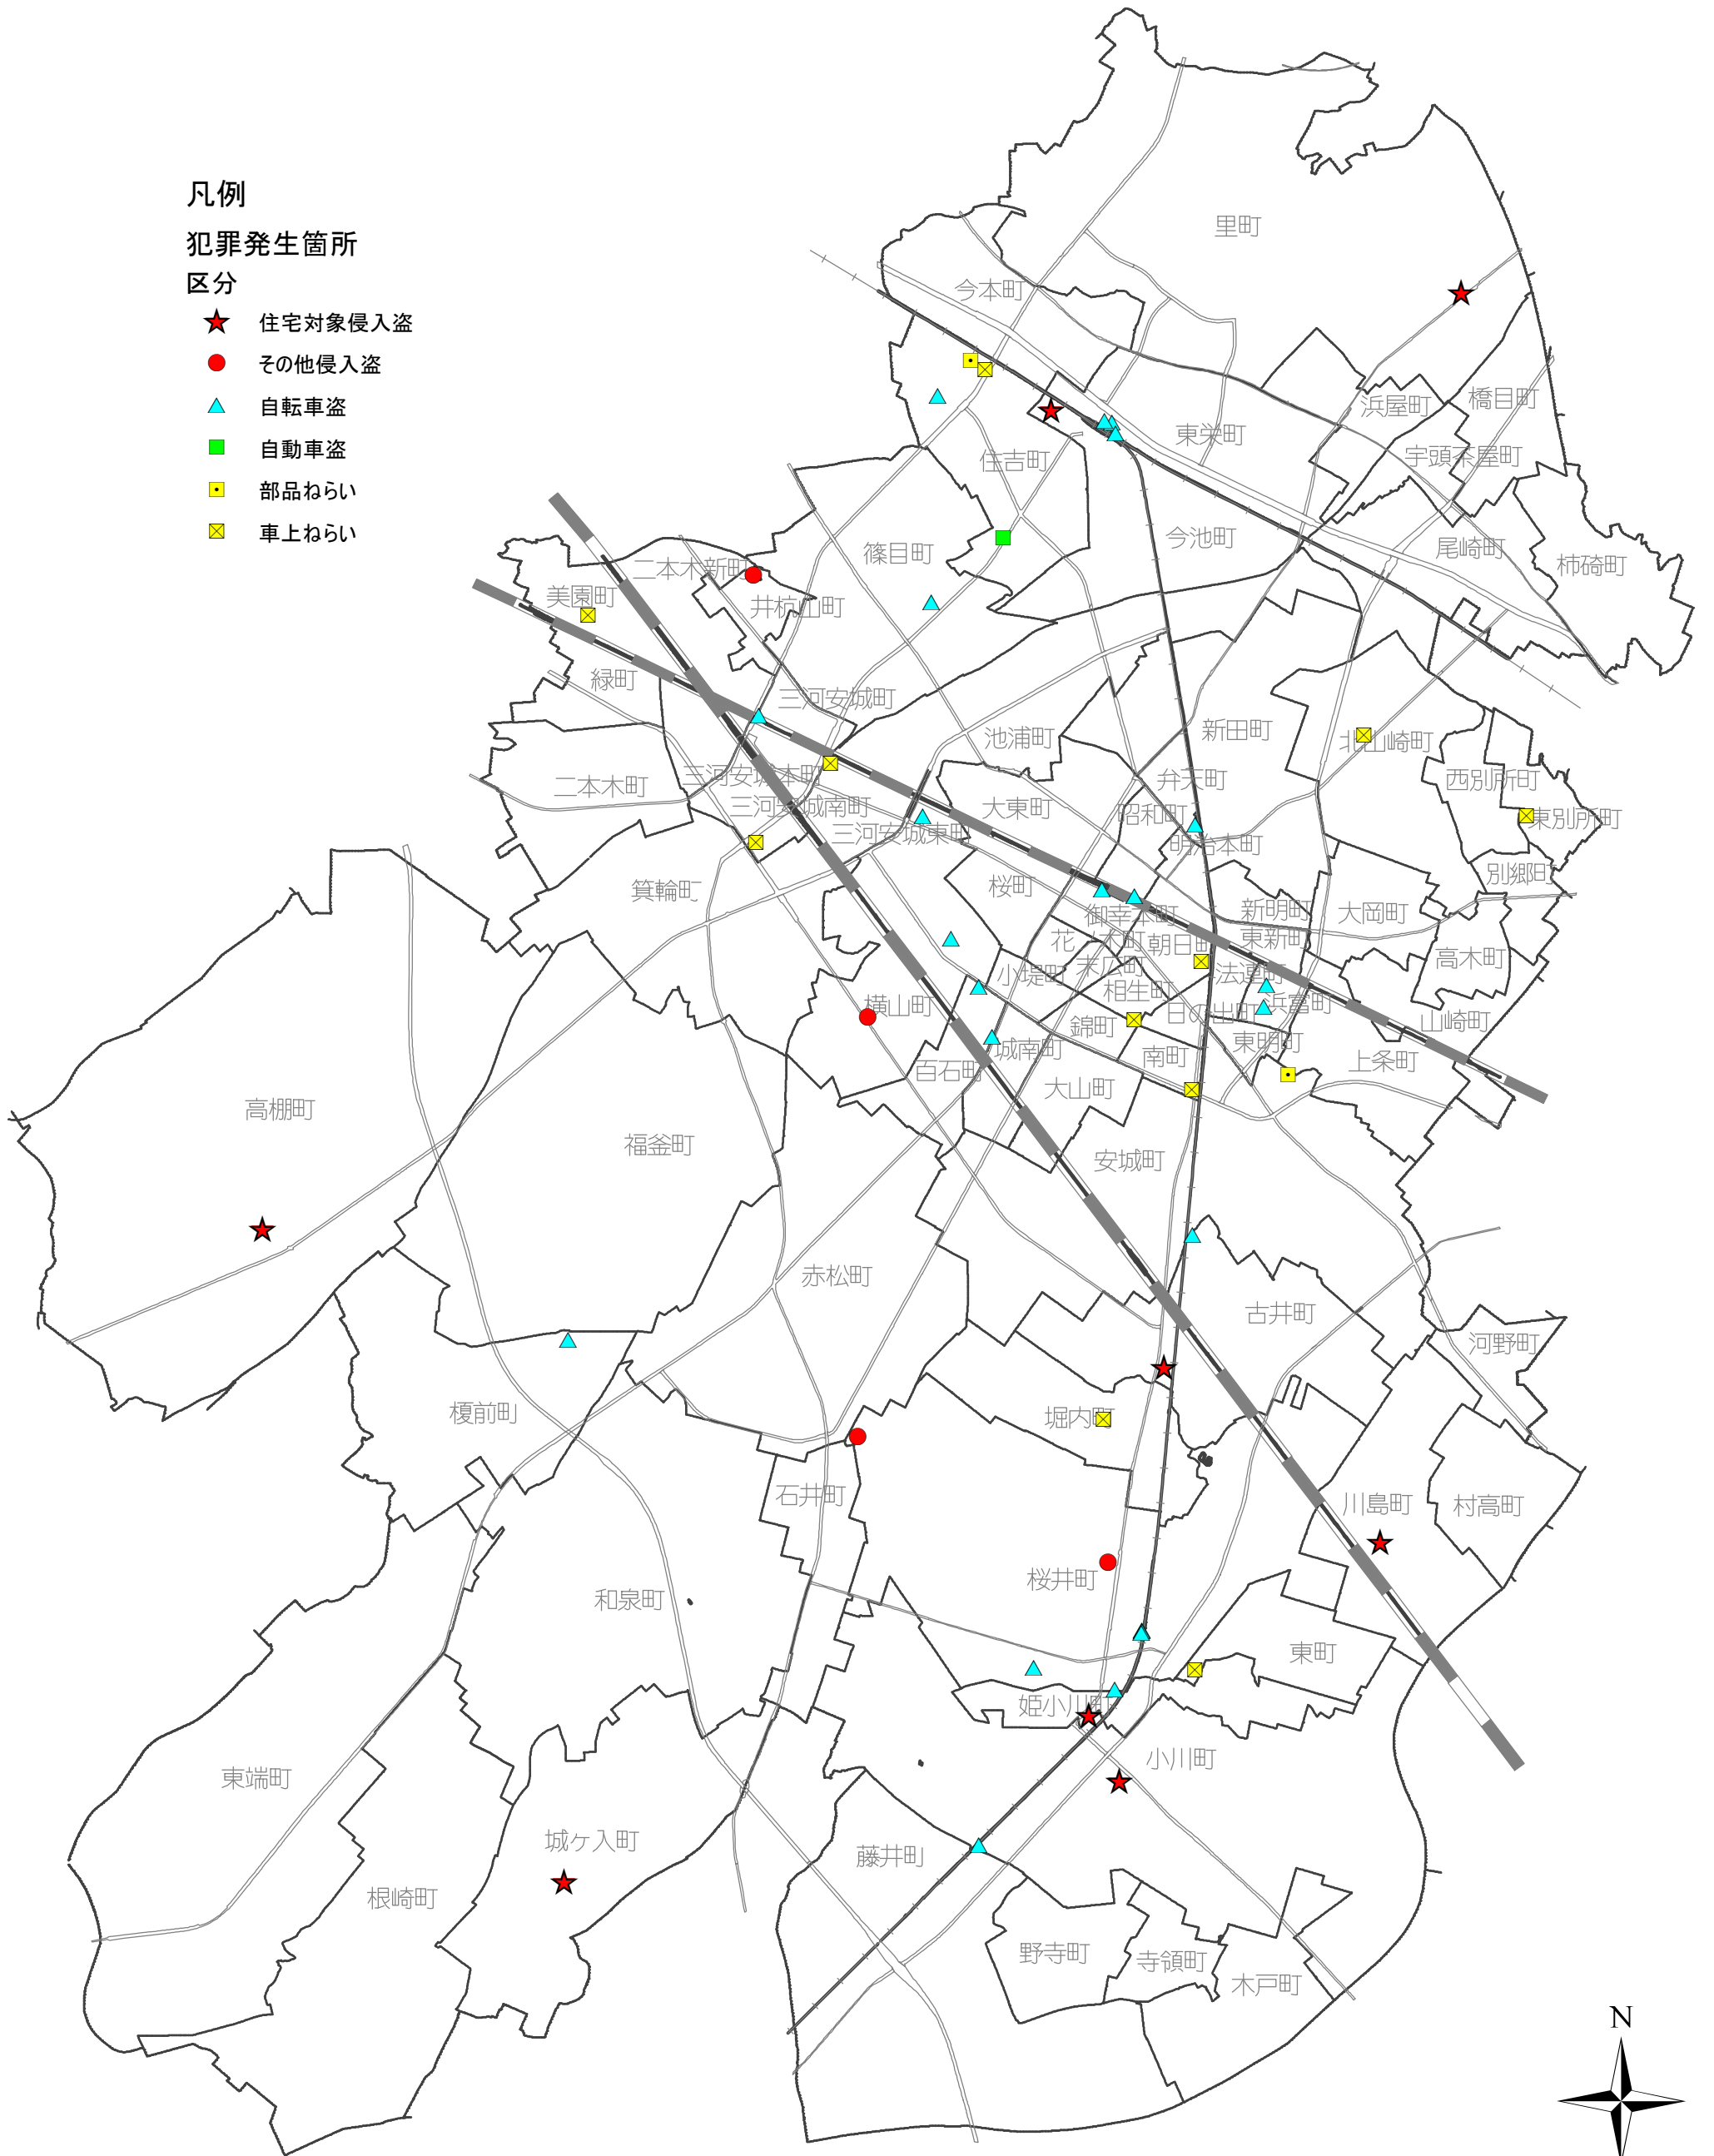 凡例
犯罪発生箇所
区分
住宅対象侵入盗
その他侵入盗
自転車盗
自動車盗
部品ねらい
車上ねらい
里町
今本町
浜屋町
橋目町
東栄町
宇頭茶屋町
住吉町
今池町
尾崎町
柿碕町
篠目町
二本木新町
美園町
井杭山町
緑町
三河安城町
池浦町
新田町
北山崎町
二本木町
三河安城本町
弁天町
西別所町
三河安城南町
大東町
昭和町
東別所町
三河安城東町
明治本町
箕輪町
桜町
別郷町
御幸本町
新明町
大岡町
花ノ木町
朝日町
東新町
末広町
高木町
小堤町
法連町
相生町
横山町
日の出町
浜富町
山崎町
錦町
城南町
東明町
南町
上条町
百石町
大山町
高棚町
福釜町
安城町
赤松町
古井町
河野町
榎前町
堀内町
石井町
川島町
村高町
桜井町
和泉町
東町
姫小川町
小川町
東端町
城ヶ入町
藤井町
根崎町
野寺町
寺領町
木戸町
N